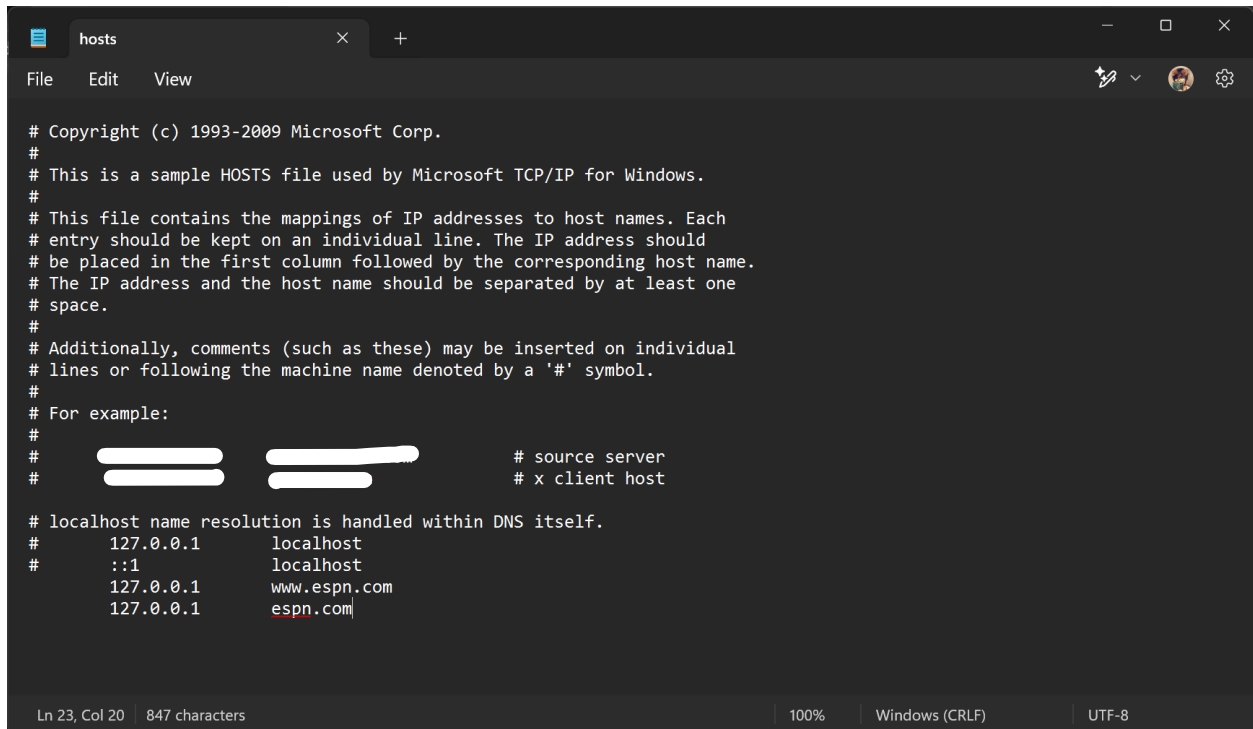 hosts
File Edit View
# Copyright (c) 1993-2009 Microsoft Corp.
#
# This is a sample HOSTS file used by Microsoft TCP/IP for Windows.
#
# This file contains the mappings of IP addresses to host names. Each
# entry should be kept on an individual line. The IP address should
# be placed in the first column followed by the corresponding host name.
# The IP address and the host name should be separated by at least one
# space.
#
# Additionally, comments (such as these) may be inserted on individual
# lines or following the machine name denoted by a '#' symbol.
#
# For example:
#
# # source server
# # x client host
# localhost name resolution is handled within DNS itself.
# 127.0.0.1 localhost
# ::1 localhost
127.0.0.1 www.espn.com
127.0.0.1 espn.com
Ln 23, Col 20 847 characters 100% Windows (CRLF) UTF-8